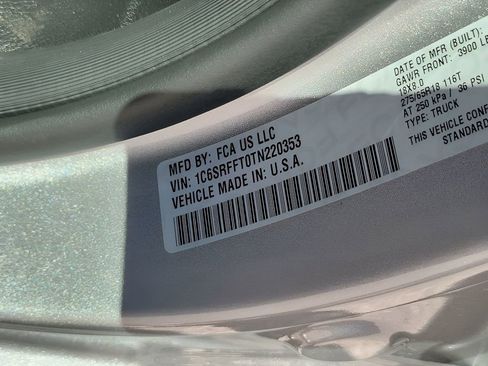 MFD BY: FCA US LLC
VIN: 1C6SRFFT0TN220353
VEHICLE MADE IN: U.S.A.
DATE OF MFR (BUILT):
GAWR FRONT: 3900 LB
18X8.0
275/65R18 116T
AT 250 kPa / 36 PSI
TYPE: TRUCK
THIS VEHICLE CONF
STANDAR